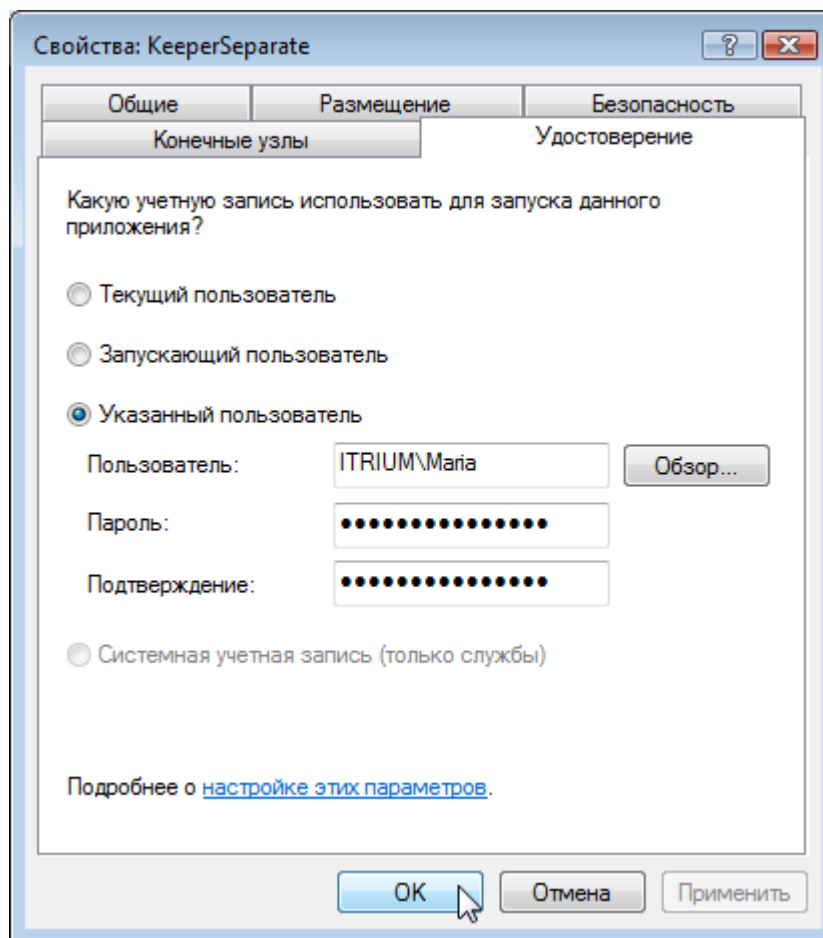 Свойства: KeeperSeparate
Общие
Размещение
Безопасность
Конечные узлы
Удостоверение
Какую учетную запись использовать для запуска данного
приложения?
Текущий пользователь
Запускающий пользователь
Указанный пользователь
Пользователь: ITRIUM\Maria Обзор...
Пароль: ●●●●●●●●●●●●●●●
Подтверждение: ●●●●●●●●●●●●●●●
Системная учетная запись (только службы)
Подробнее о настройке этих параметров.
OK Отмена Применить